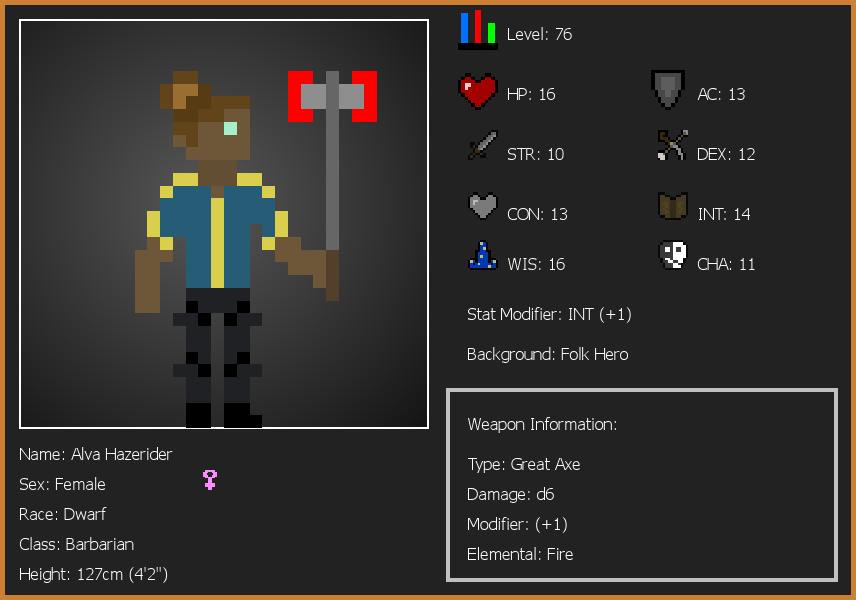 Level: 76
HP: 16
AC: 13
STR: 10
DEX: 12
CON: 13
INT: 14
WIS: 16
CHA: 11
Stat Modifier: INT (+1)
Background: Folk Hero
Weapon Information:
Type: Great Axe
Damage: d6
Modifier: (+1)
Elemental: Fire
Name: Alva Hazerider
Sex: Female
Race: Dwarf
Class: Barbarian
Height: 127cm (4'2")